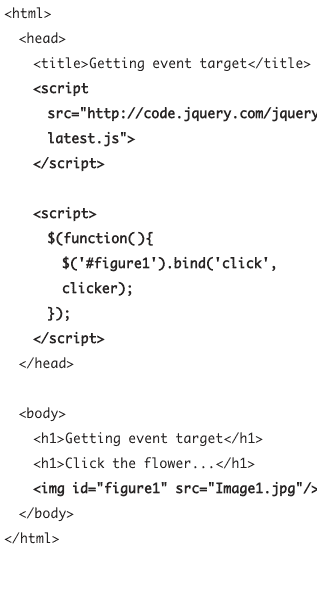 <html>
<head>
<title>Getting event target</title>
<script
src="http://code.jquery.com/jquery
latest.js">
</script>
<script>
$(function(){
$('#figure1').bind('click',
clicker);
});
</script>
</head>
<body>
<h1>Getting event target</h1>
<h1>Click the flower...</h1>
<img id="figure1" src="Image1.jpg"/>
</body>
</html>